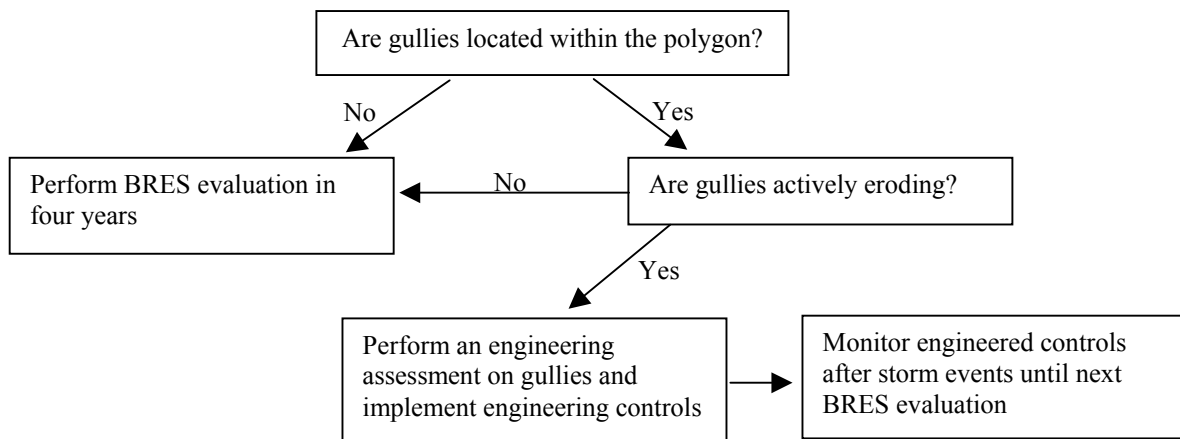 Are gullies located within the polygon?
No
Yes
Perform BRES evaluation in
four years
No
Are gullies actively eroding?
Yes
Perform an engineering
assessment on gullies and
implement engineering controls
Monitor engineered controls
after storm events until next
BRES evaluation